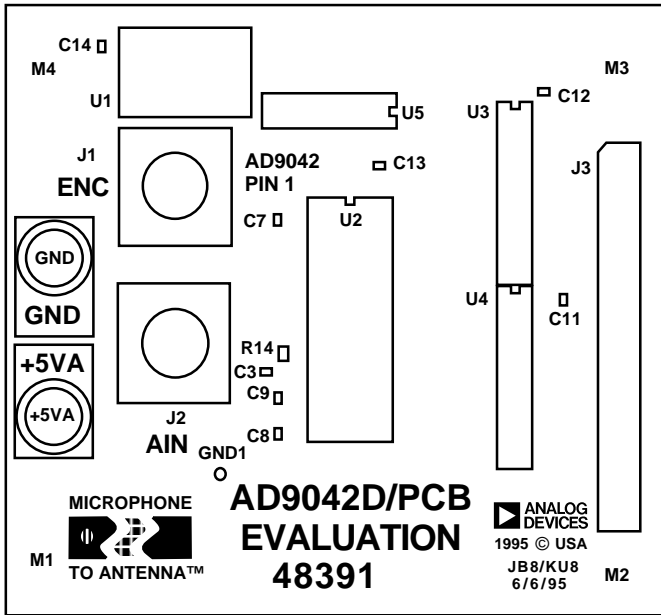 C14
M4
U1
M3
C12
U5
U3
J1
ENC
AD9042
PIN 1
C13
J3
C7
U2
GND
GND
U4
C11
+5VA
+5VA
R14
C3
C9
J2
AIN
C8
GND1
MICROPHONE
TO ANTENNA™
M1
AD9042D/PCB
EVALUATION
48391
ANALOG
DEVICES
1995 © USA
JB8/KU8
6/6/95
M2